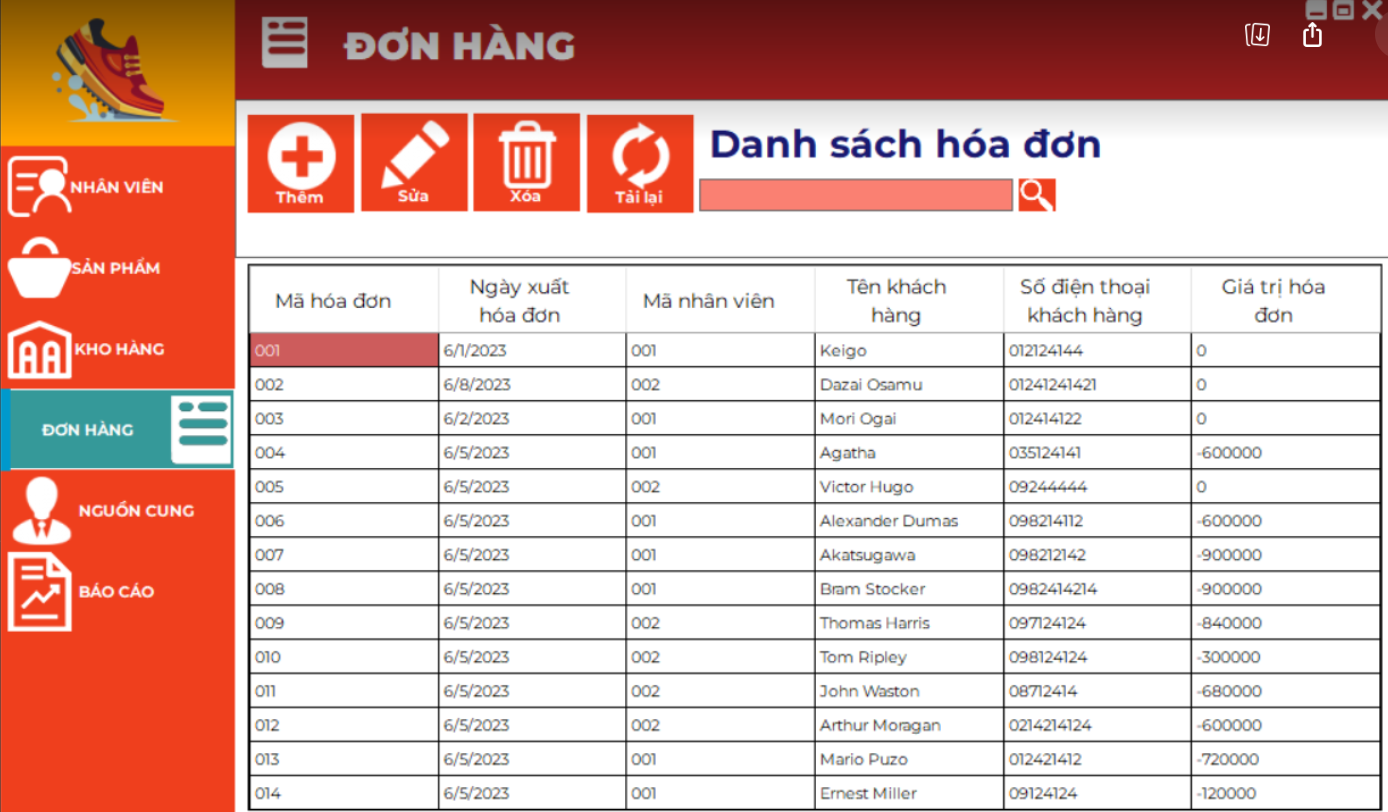 ĐƠN HÀNG
Thêm
Sửa
Xóa
Tải lại
Danh sách hóa đơn
NHÂN VIÊN
SẢN PHẨM
KHO HÀNG
ĐƠN HÀNG
NGUỒN CUNG
BÁO CÁO
Mã hóa đơn Ngày xuất hóa đơn Mã nhân viên Tên khách hàng Số điện thoại khách hàng Giá trị hóa đơn
001 6/1/2023 001 Keigo 012124144 0
002 6/8/2023 002 Dazai Osamu 01241241421 0
003 6/2/2023 001 Mori Ogai 012414122 0
004 6/5/2023 001 Agatha 035124141 -600000
005 6/5/2023 002 Victor Hugo 09244444 0
006 6/5/2023 001 Alexander Dumas 098214112 -600000
007 6/5/2023 001 Akatsugawa 098212142 -900000
008 6/5/2023 001 Bram Stocker 0982414214 -900000
009 6/5/2023 002 Thomas Harris 097124124 -840000
010 6/5/2023 002 Tom Ripley 098124124 -300000
011 6/5/2023 002 John Waston 08712414 -680000
012 6/5/2023 002 Arthur Moragan 0214214124 -600000
013 6/5/2023 001 Mario Puzo 012421412 -720000
014 6/5/2023 001 Ernest Miller 09124124 -120000